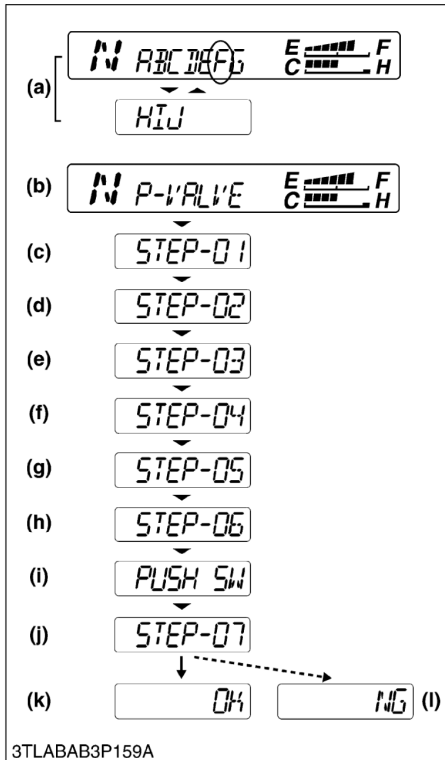 N ABCDEFG E F
C H
(a)
HIJ
(b) N P-VALVE E F
C H
(c) STEP-01
(d) STEP-02
(e) STEP-03
(f) STEP-04
(g) STEP-05
(h) STEP-06
(i) PUSH SW
(j) STEP-07
(k) OK NG (l)
3TLABAB3P159A